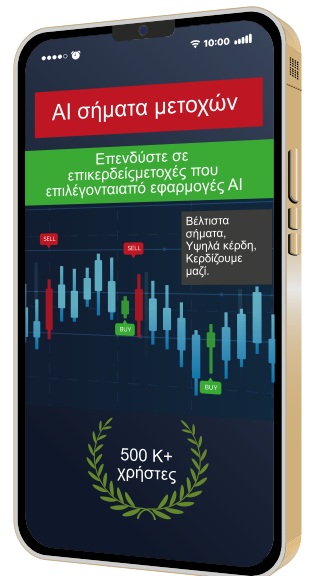 10:00
AI σήματα μετοχών
Επενδύστε σε
επικερδείςμετοχές που
επιλέγονταιαπό εφαρμογές AI
Βέλτιστα
σήματα,
Υψηλά κέρδη,
Κερδίζουμε
μαζί.
SELL
SELL
BUY
BUY
500 K+
χρήστες